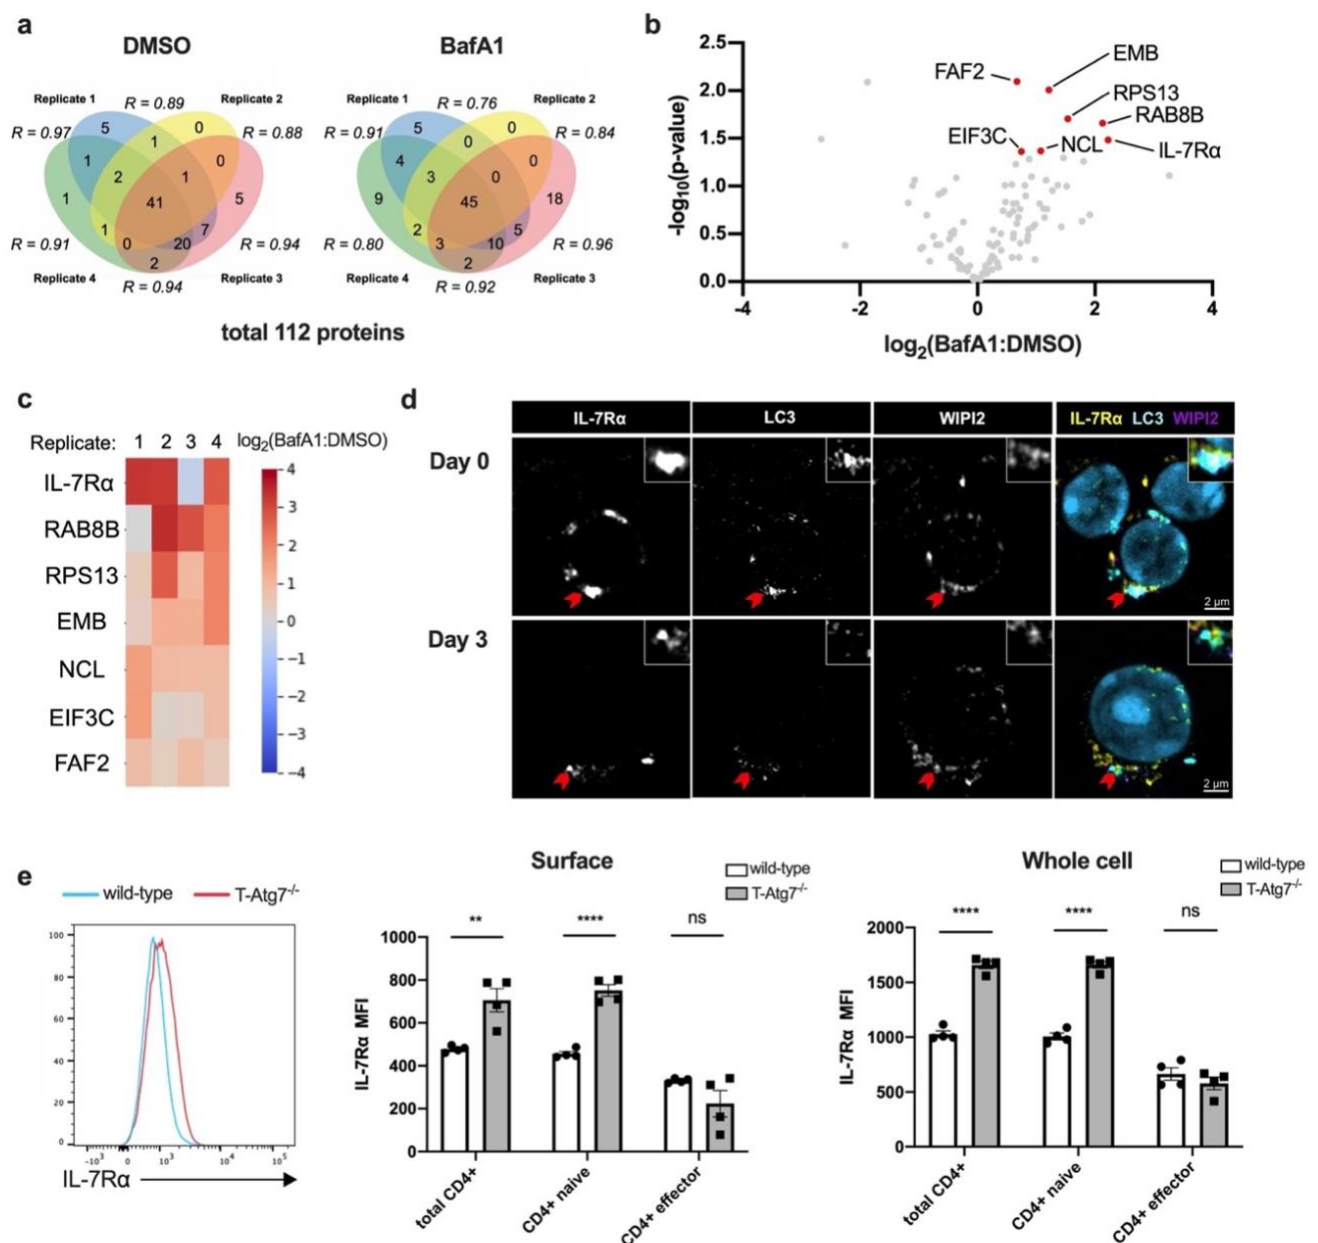 a
DMSO
BafA1
Replicate 1
R = 0.89
Replicate 2
R = 0.97
R = 0.88
5
0
1
1
0
2
1
1
41
5
1
0
20
7
2
R = 0.91
R = 0.94
Replicate 4
Replicate 3
R = 0.94
Replicate 1
R = 0.76
Replicate 2
R = 0.91
R = 0.84
5
0
0
4
0
3
0
9
45
18
2
3
10
5
2
R = 0.80
R = 0.96
Replicate 4
Replicate 3
R = 0.92
total 112 proteins
b
2.5
2.0
1.5
1.0
0.5
0.0
-log10(p-value)
FAF2
EMB
RPS13
RAB8B
EIF3C
NCL
IL-7Rα
-4
-2
0
2
4
log2(BafA1:DMSO)
c
Replicate: 1 2 3 4
log2(BafA1:DMSO)
IL-7Rα
RAB8B
RPS13
EMB
NCL
EIF3C
FAF2
4
3
2
1
0
−1
−2
−3
−4
d
IL-7Rα
LC3
WIPI2
IL-7Rα LC3 WIPI2
Day 0
2 µm
Day 3
2 µm
e
wild-type
T-Atg7-/-
100
80
60
40
20
0
-10³
0
10³
10⁴
10⁵
IL-7Rα
Surface
wild-type
T-Atg7-/-
**
****
ns
1000
800
600
400
200
0
IL-7Rα MFI
total CD4+
CD4+ naive
CD4+ effector
Whole cell
wild-type
T-Atg7-/-
****
****
ns
2000
1500
1000
500
0
IL-7Rα MFI
total CD4+
CD4+ naive
CD4+ effector